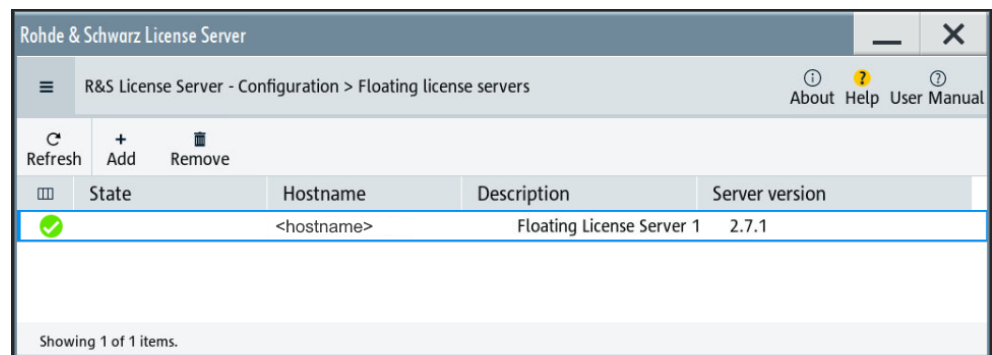 Rohde & Schwarz License Server
R&S License Server - Configuration > Floating license servers
About Help User Manual
Refresh Add Remove
State Hostname Description Server version
<hostname> Floating License Server 1 2.7.1
Showing 1 of 1 items.